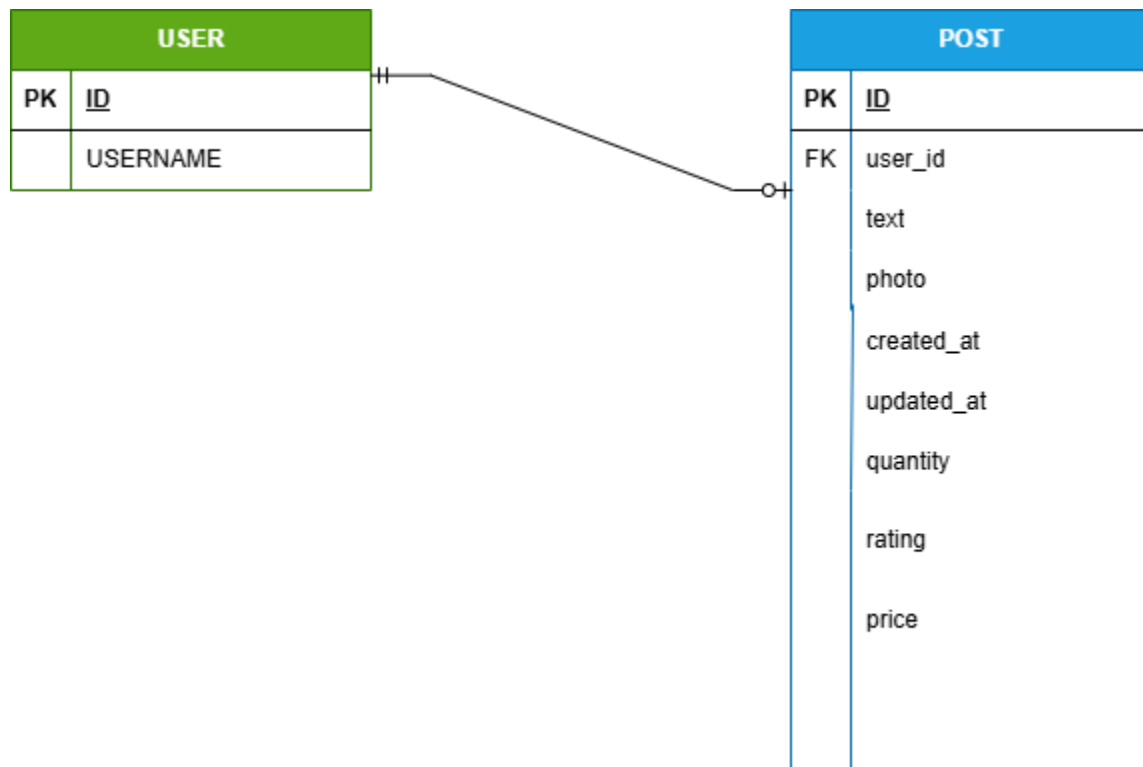 USER
PK ID
USERNAME
POST
PK ID
FK user_id
text
photo
created_at
updated_at
quantity
rating
price